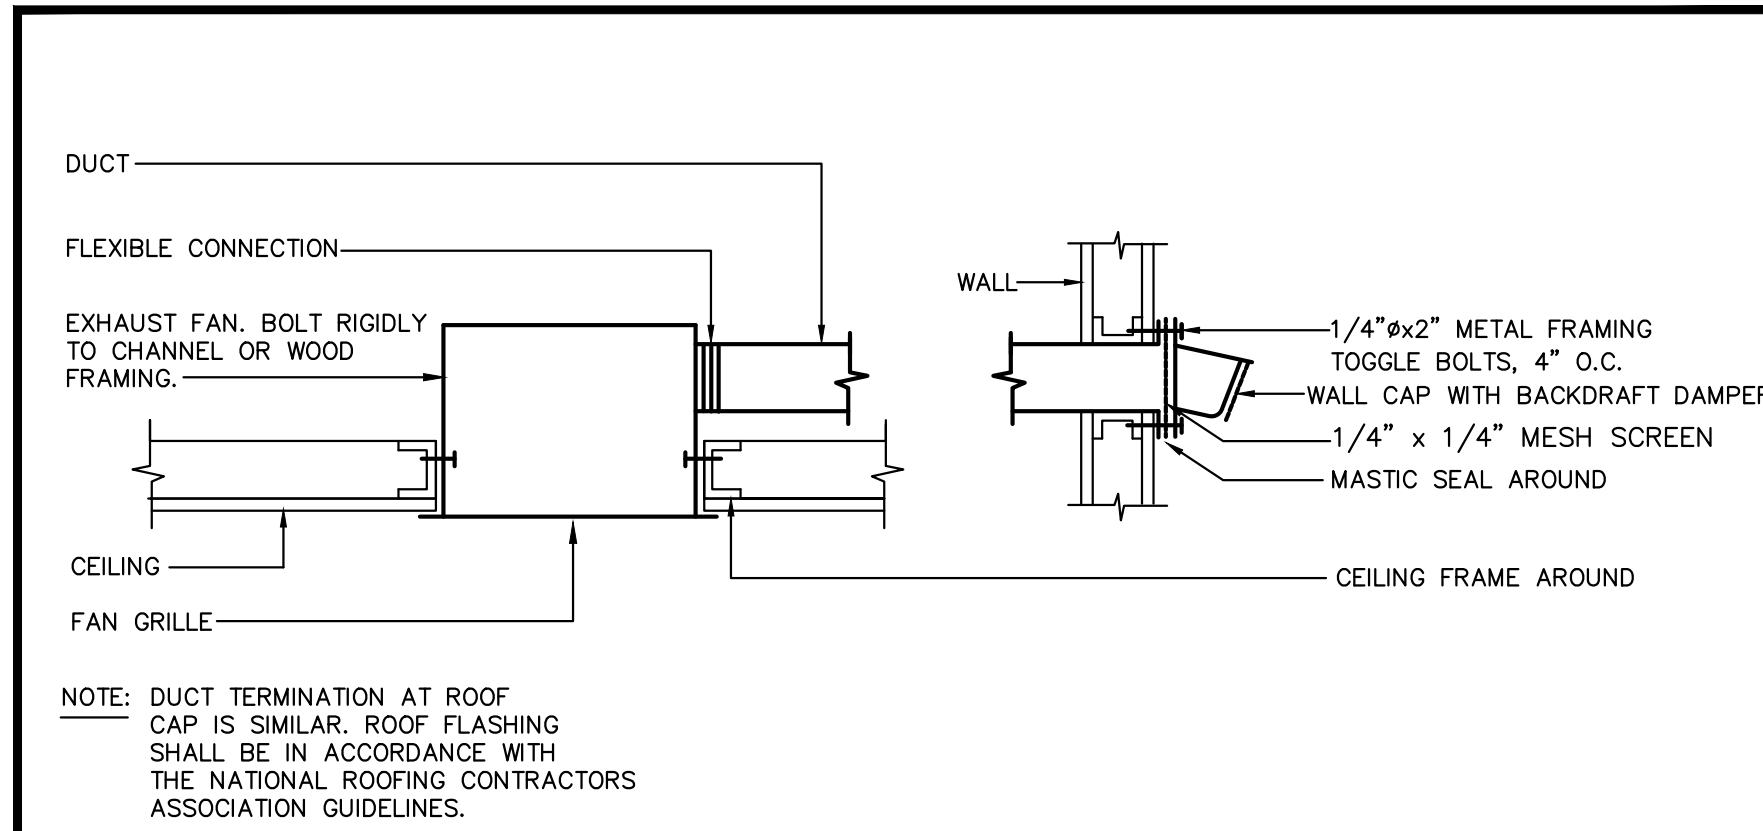 DUCT
FLEXIBLE CONNECTION
EXHAUST FAN. BOLT RIGIDLY
TO CHANNEL OR WOOD
FRAMING.
CEILING
FAN GRILLE
WALL
1/4"øx2" METAL FRAMING
TOGGLE BOLTS, 4" O.C.
WALL CAP WITH BACKDRAFT DAMPER
1/4" x 1/4" MESH SCREEN
MASTIC SEAL AROUND
CEILING FRAME AROUND
NOTE: DUCT TERMINATION AT ROOF
CAP IS SIMILAR. ROOF FLASHING
SHALL BE IN ACCORDANCE WITH
THE NATIONAL ROOFING CONTRACTORS
ASSOCIATION GUIDELINES.